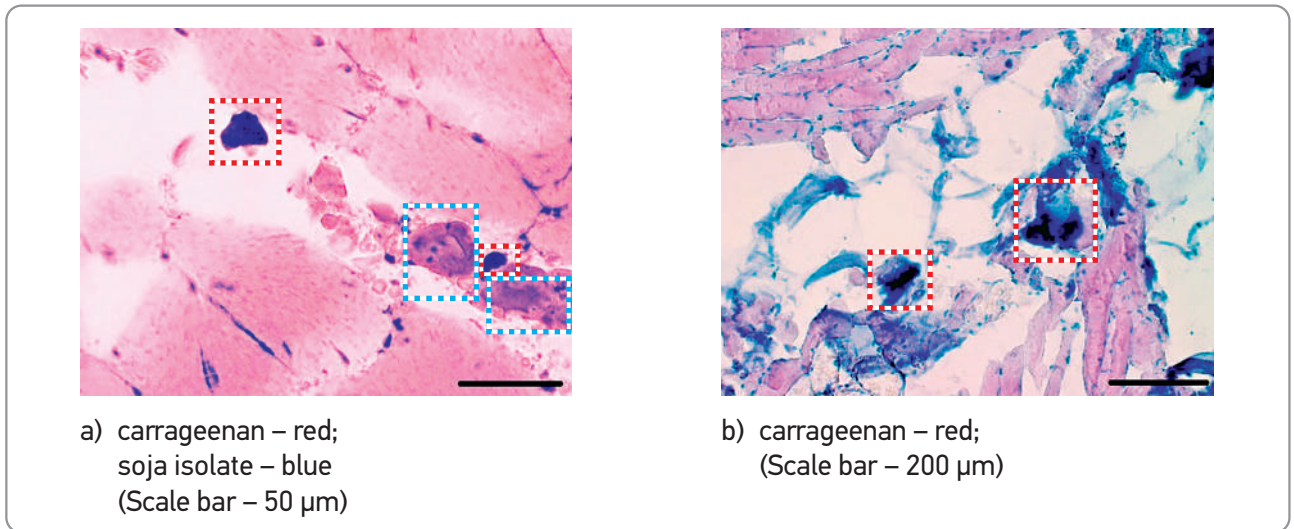 a) carrageenan – red;
soja isolate – blue
(Scale bar – 50 µm)
b) carrageenan – red;
(Scale bar – 200 µm)